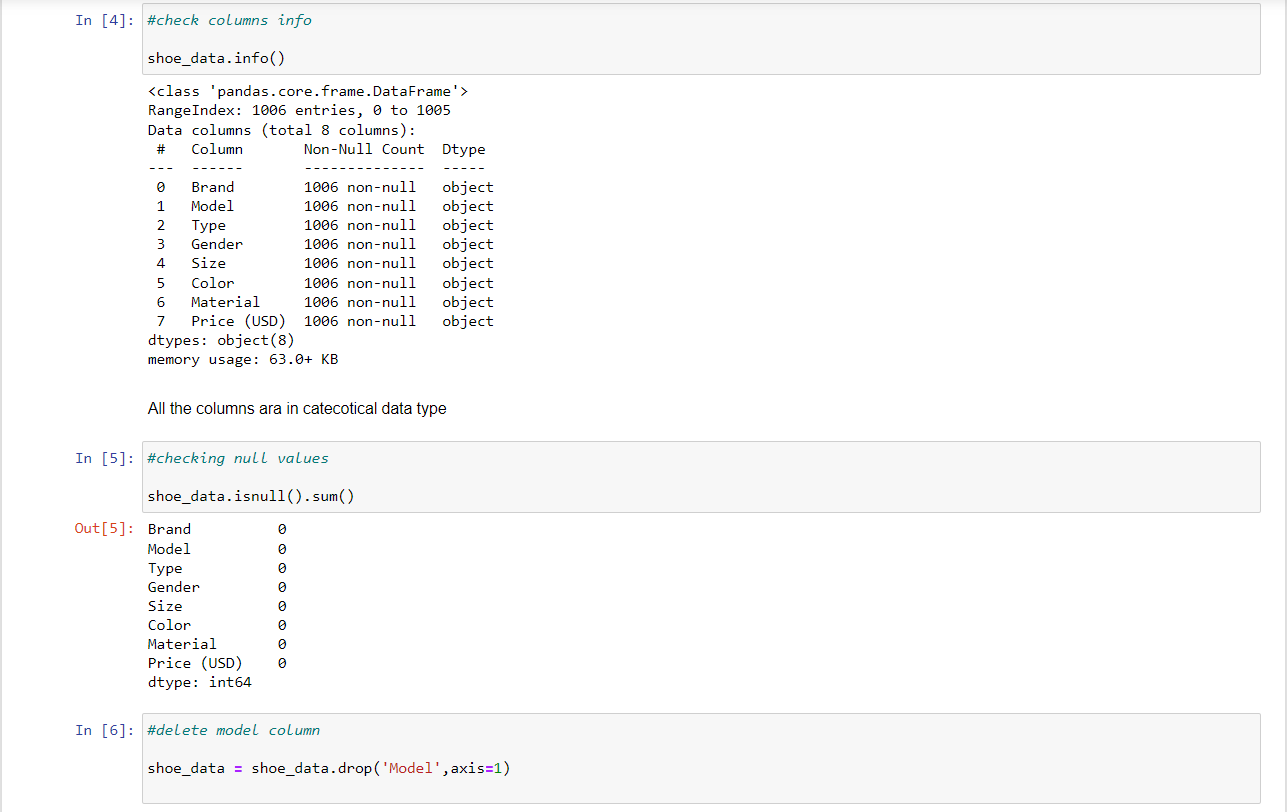 In [4]: #check columns info
shoe_data.info()
<class 'pandas.core.frame.DataFrame'>
RangeIndex: 1006 entries, 0 to 1005
Data columns (total 8 columns):
 #   Column       Non-Null Count  Dtype
---  ------       --------------  -----
 0   Brand        1006 non-null   object
 1   Model        1006 non-null   object
 2   Type         1006 non-null   object
 3   Gender       1006 non-null   object
 4   Size         1006 non-null   object
 5   Color        1006 non-null   object
 6   Material     1006 non-null   object
 7   Price (USD)  1006 non-null   object
dtypes: object(8)
memory usage: 63.0+ KB
All the columns ara in catecotical data type
In [5]: #checking null values
shoe_data.isnull().sum()
Out[5]: Brand          0
Model          0
Type           0
Gender         0
Size           0
Color          0
Material       0
Price (USD)    0
dtype: int64
In [6]: #delete model column
shoe_data = shoe_data.drop('Model',axis=1)